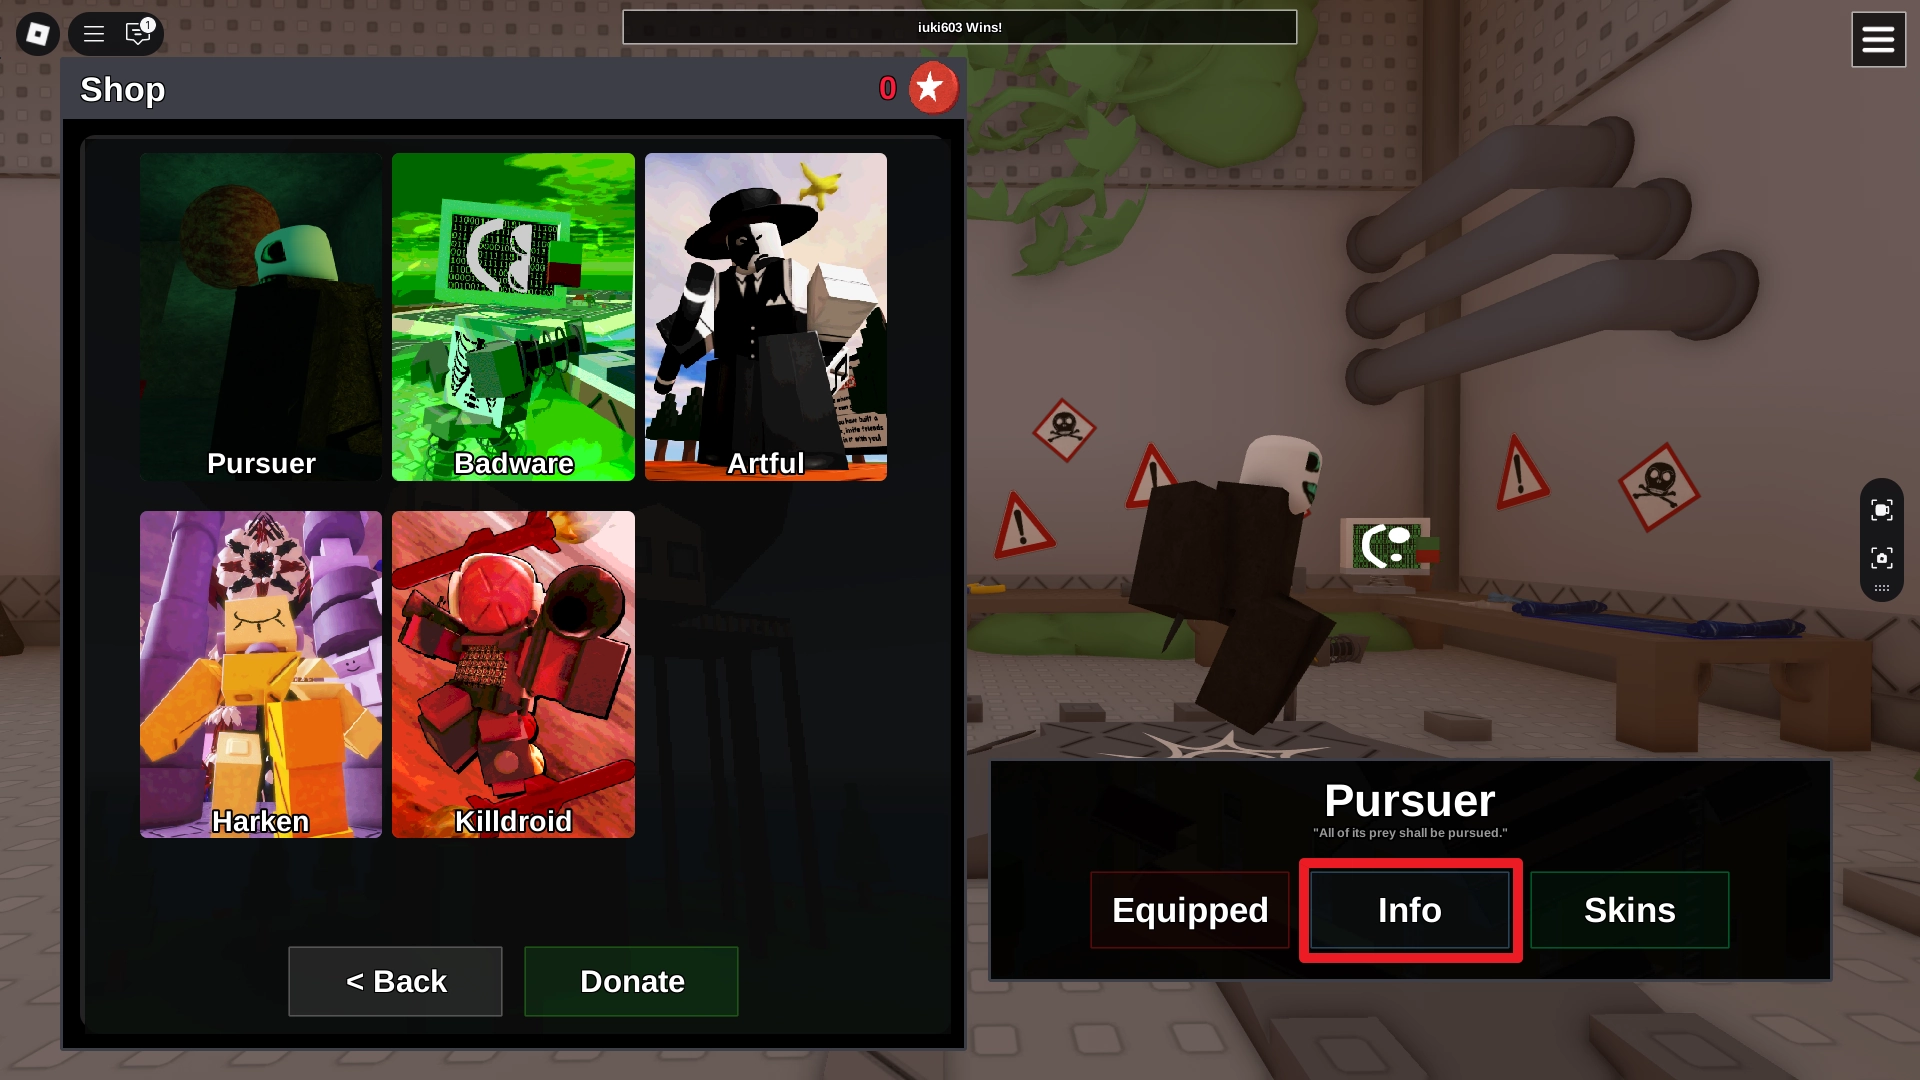 1
iuki603 Wins!
Shop
0
Pursuer
Badware
Artful
Harken
Killdroid
< Back
Donate
Pursuer
"All of its prey shall be pursued."
Equipped
Info
Skins